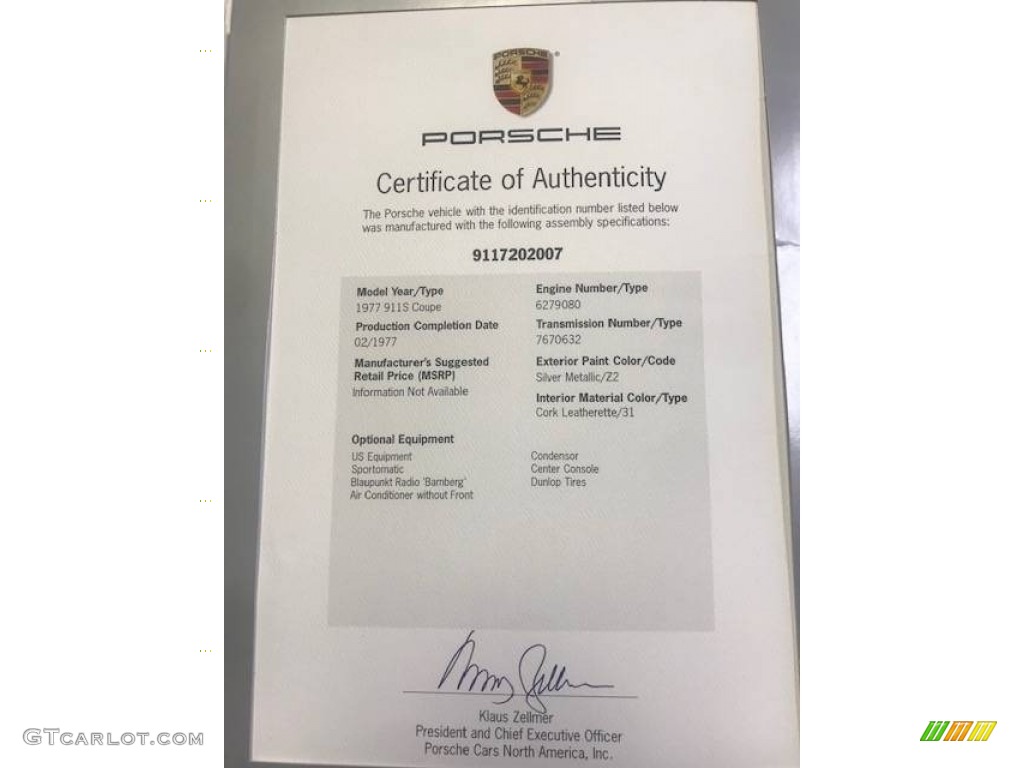 PORSCHE
PORSCHE
Certificate of Authenticity
The Porsche vehicle with the identification number listed below
was manufactured with the following assembly specifications:
9117202007
Model Year/Type
1977 911S Coupe
Production Completion Date
02/1977
Manufacturer's Suggested
Retail Price (MSRP)
Information Not Available
Engine Number/Type
6279080
Transmission Number/Type
7670632
Exterior Paint Color/Code
Silver Metallic/Z2
Interior Material Color/Type
Cork Leatherette/31
Optional Equipment
US Equipment
Sportomatic
Blaupunkt Radio 'Bamberg'
Air Conditioner without Front
Condensor
Center Console
Dunlop Tires
Klaus Zellmer
President and Chief Executive Officer
Porsche Cars North America, Inc.
GTcarlot.com